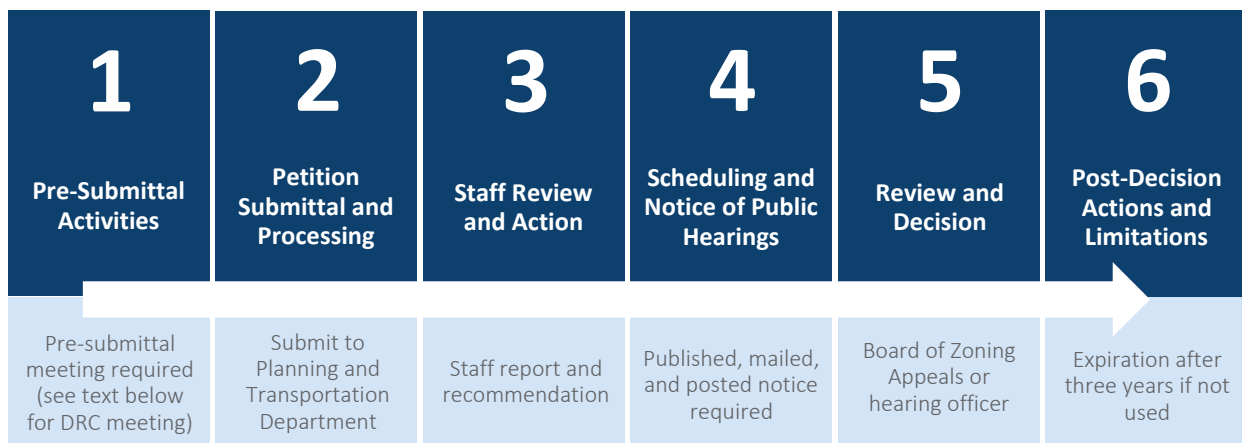 1
Pre-Submittal
Activities
Pre-submittal
meeting required
(see text below
for DRC meeting)
2
Petition
Submittal and
Processing
Submit to
Planning and
Transportation
Department
3
Staff Review
and Action
Staff report and
recommendation
4
Scheduling and
Notice of Public
Hearings
Published, mailed,
and posted notice
required
5
Review and
Decision
Board of Zoning
Appeals or
hearing officer
6
Post-Decision
Actions and
Limitations
Expiration after
three years if not
used